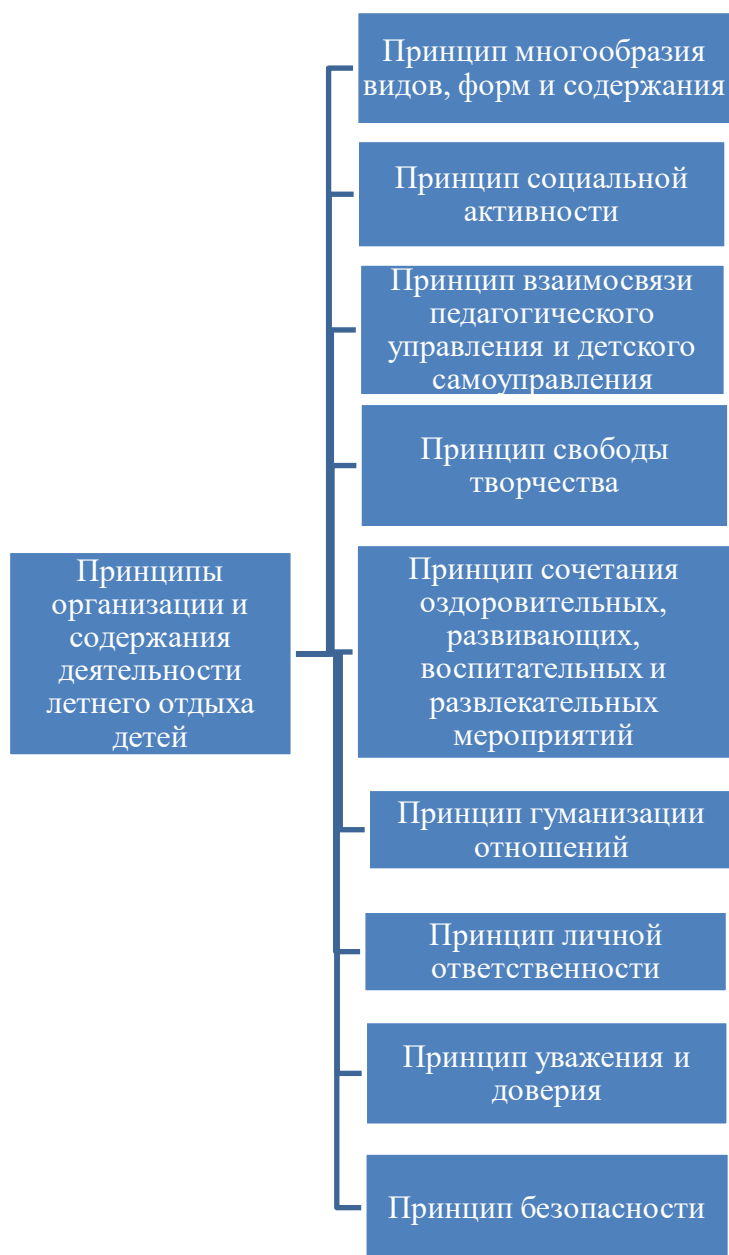 Принцип многообразия
видов, форм и содержания
Принцип социальной
активности
Принцип взаимосвязи
педагогического
управления и детского
самоуправления
Принцип свободы
творчества
Принципы
организации и
содержания
деятельности
летнего отдыха
детей
Принцип сочетания
оздоровительных,
развивающих,
воспитательных и
развлекательных
мероприятий
Принцип гуманизации
отношений
Принцип личной
ответственности
Принцип уважения и
доверия
Принцип безопасности